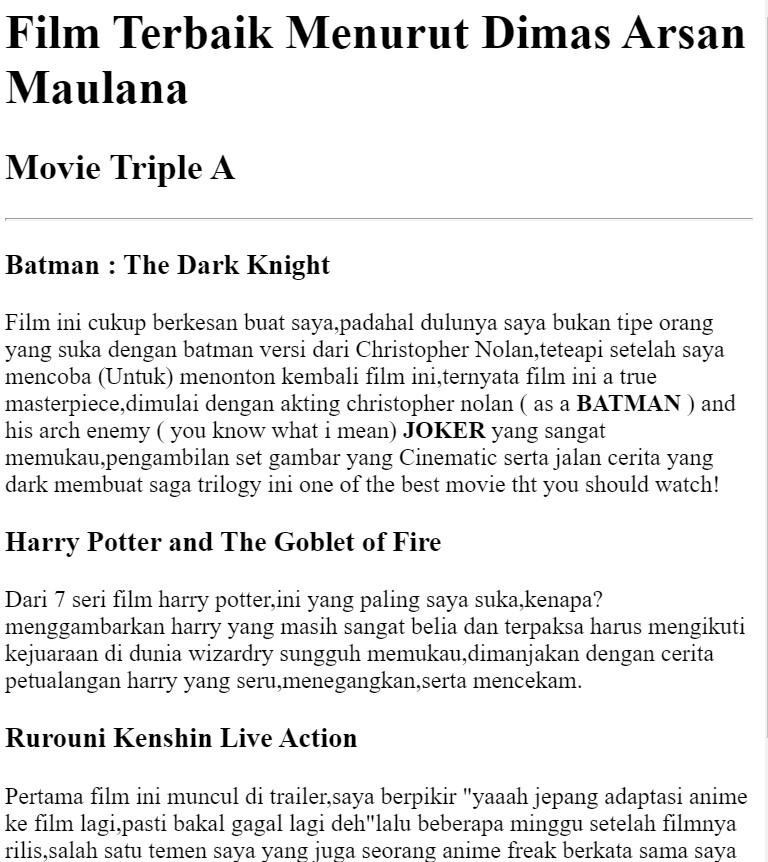 Film Terbaik Menurut Dimas Arsan
Maulana
Movie Triple A
Batman : The Dark Knight
Film ini cukup berkesan buat saya,padahal dulunya saya bukan tipe orang
yang suka dengan batman versi dari Christopher Nolan,teteapi setelah saya
mencoba (Untuk) menonton kembali film ini,ternyata film ini a true
masterpiece,dimulai dengan akting christopher nolan ( as a BATMAN ) and
his arch enemy ( you know what i mean) JOKER yang sangat
memukau,pengambilan set gambar yang Cinematic serta jalan cerita yang
dark membuat saga trilogy ini one of the best movie tht you should watch!
Harry Potter and The Goblet of Fire
Dari 7 seri film harry potter,ini yang paling saya suka,kenapa?
menggambarkan harry yang masih sangat belia dan terpaksa harus mengikuti
kejuaraan di dunia wizardry sungguh memukau,dimanjakan dengan cerita
petualangan harry yang seru,menegangkan,serta mencekam.
Rurouni Kenshin Live Action
Pertama film ini muncul di trailer,saya berpikir "yaaah jepang adaptasi anime
ke film lagi,pasti bakal gagal lagi deh"lalu beberapa minggu setelah filmnya
rilis,salah satu temen saya yang juga seorang anime freak berkata sama saya